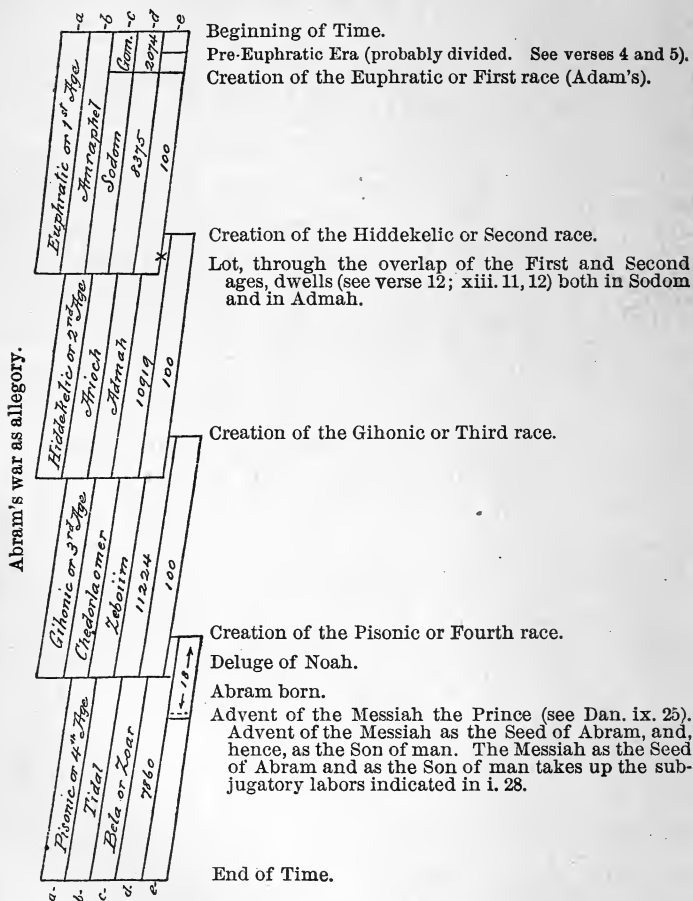 -a -b -c -d -e
Beginning of Time.
Pre-Euphratic Era (probably divided. See verses 4 and 5).
Creation of the Euphratic or First race (Adam's).
Euphratic or 1st Age
Amraphel
Sodom
Gom.
8375
2074
100
x
Creation of the Hiddekelic or Second race.
Lot, through the overlap of the First and Second
ages, dwells (see verse 12; xiii. 11, 12) both in Sodom
and in Admah.
Hiddekelic or 2nd Age
Arioch
Admah
10919
100
Abram's war as allegory.
Creation of the Gihonic or Third race.
Gihonic or 3rd Age
Chedorlaomer
Zeboiim
11224
100
Creation of the Pisonic or Fourth race.
Deluge of Noah.
Abram born.
Advent of the Messiah the Prince (see Dan. ix. 25).
Advent of the Messiah as the Seed of Abram, and,
hence, as the Son of man. The Messiah as the Seed
of Abram and as the Son of man takes up the sub-
jugatory labors indicated in i. 28.
Pisonic or 4th Age
Tidal
Bela or Zoar
7860
← 18 →
End of Time.
a- b- c- d- e-